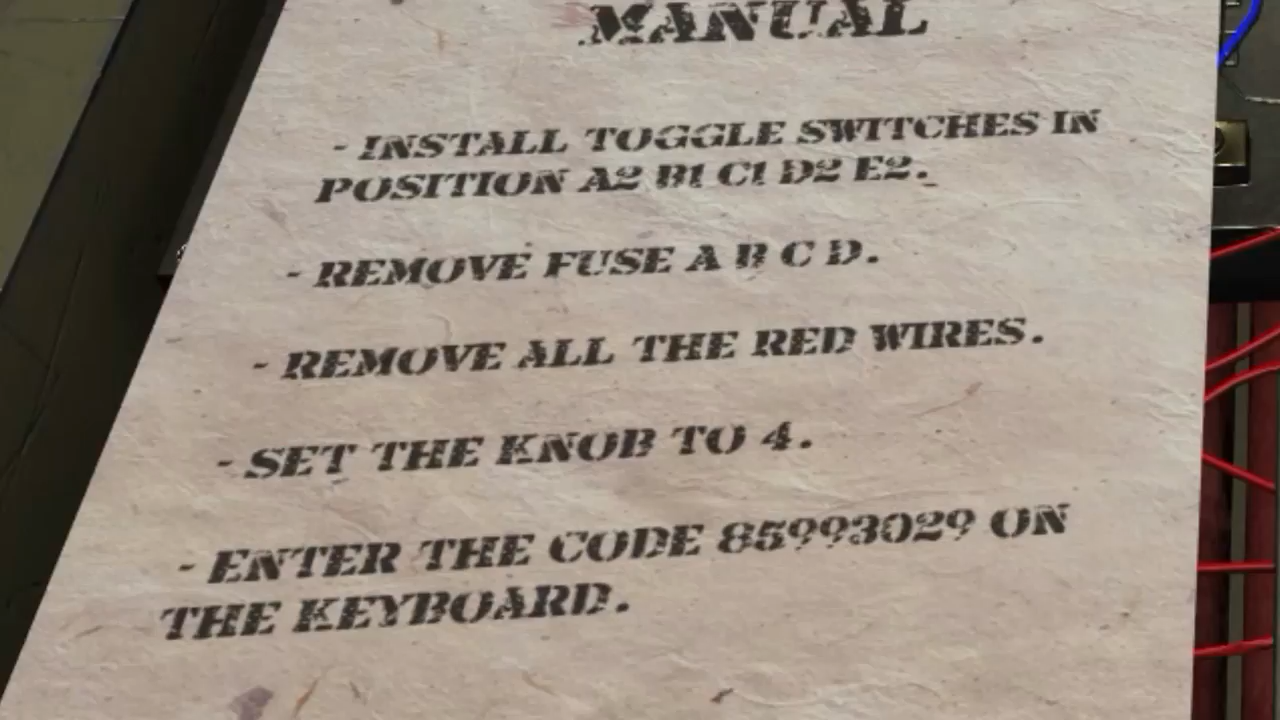 MANUAL
- INSTALL TOGGLE SWITCHES IN
POSITION A2 B1 C1 D2 E2.
- REMOVE FUSE A B C D.
- REMOVE ALL THE RED WIRES.
- SET THE KNOB TO 4.
- ENTER THE CODE 85993029 ON
THE KEYBOARD.